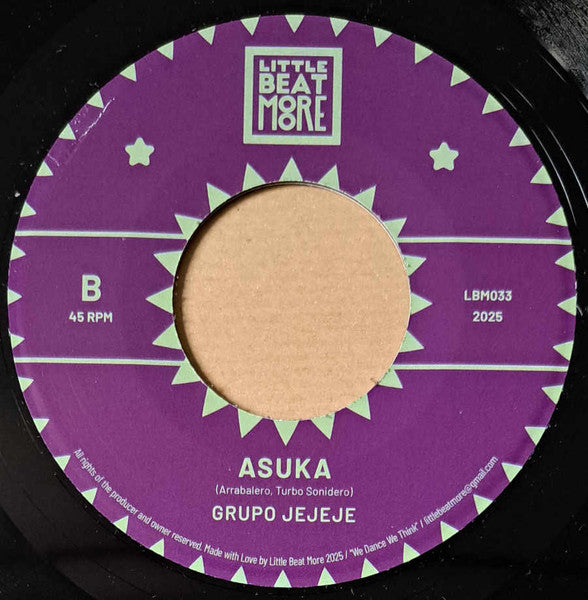 LITTLE
BEAT
MORE
B
45 RPM
LBM033
2025
ASUKA
(Arrabalero, Turbo Sonidero)
GRUPO JEJEJE
All rights of the producer and owner reserved. Made with Love by Little Beat More 2025 / "We Dance We Think" / littlebeatmore@gmail.com